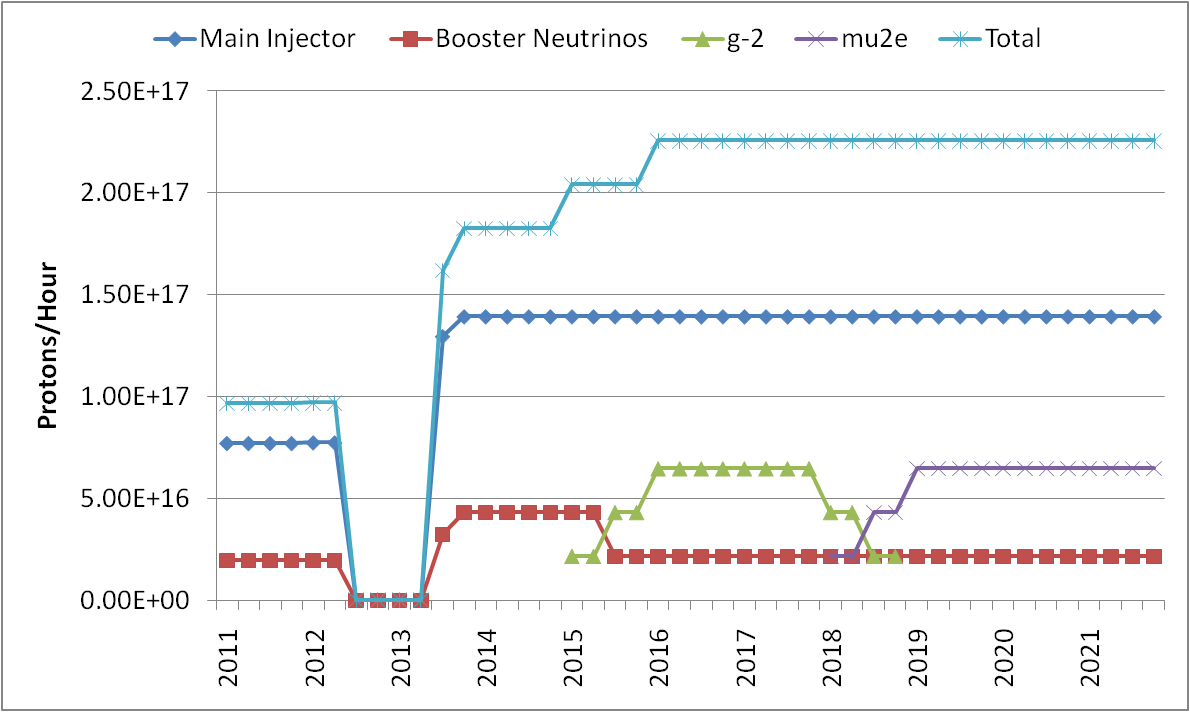 Main Injector Booster Neutrinos g-2 mu2e Total
2.50E+17
2.00E+17
1.50E+17
1.00E+17
5.00E+16
0.00E+00
Protons/Hour
2011 2012 2013 2014 2015 2016 2017 2018 2019 2020 2021